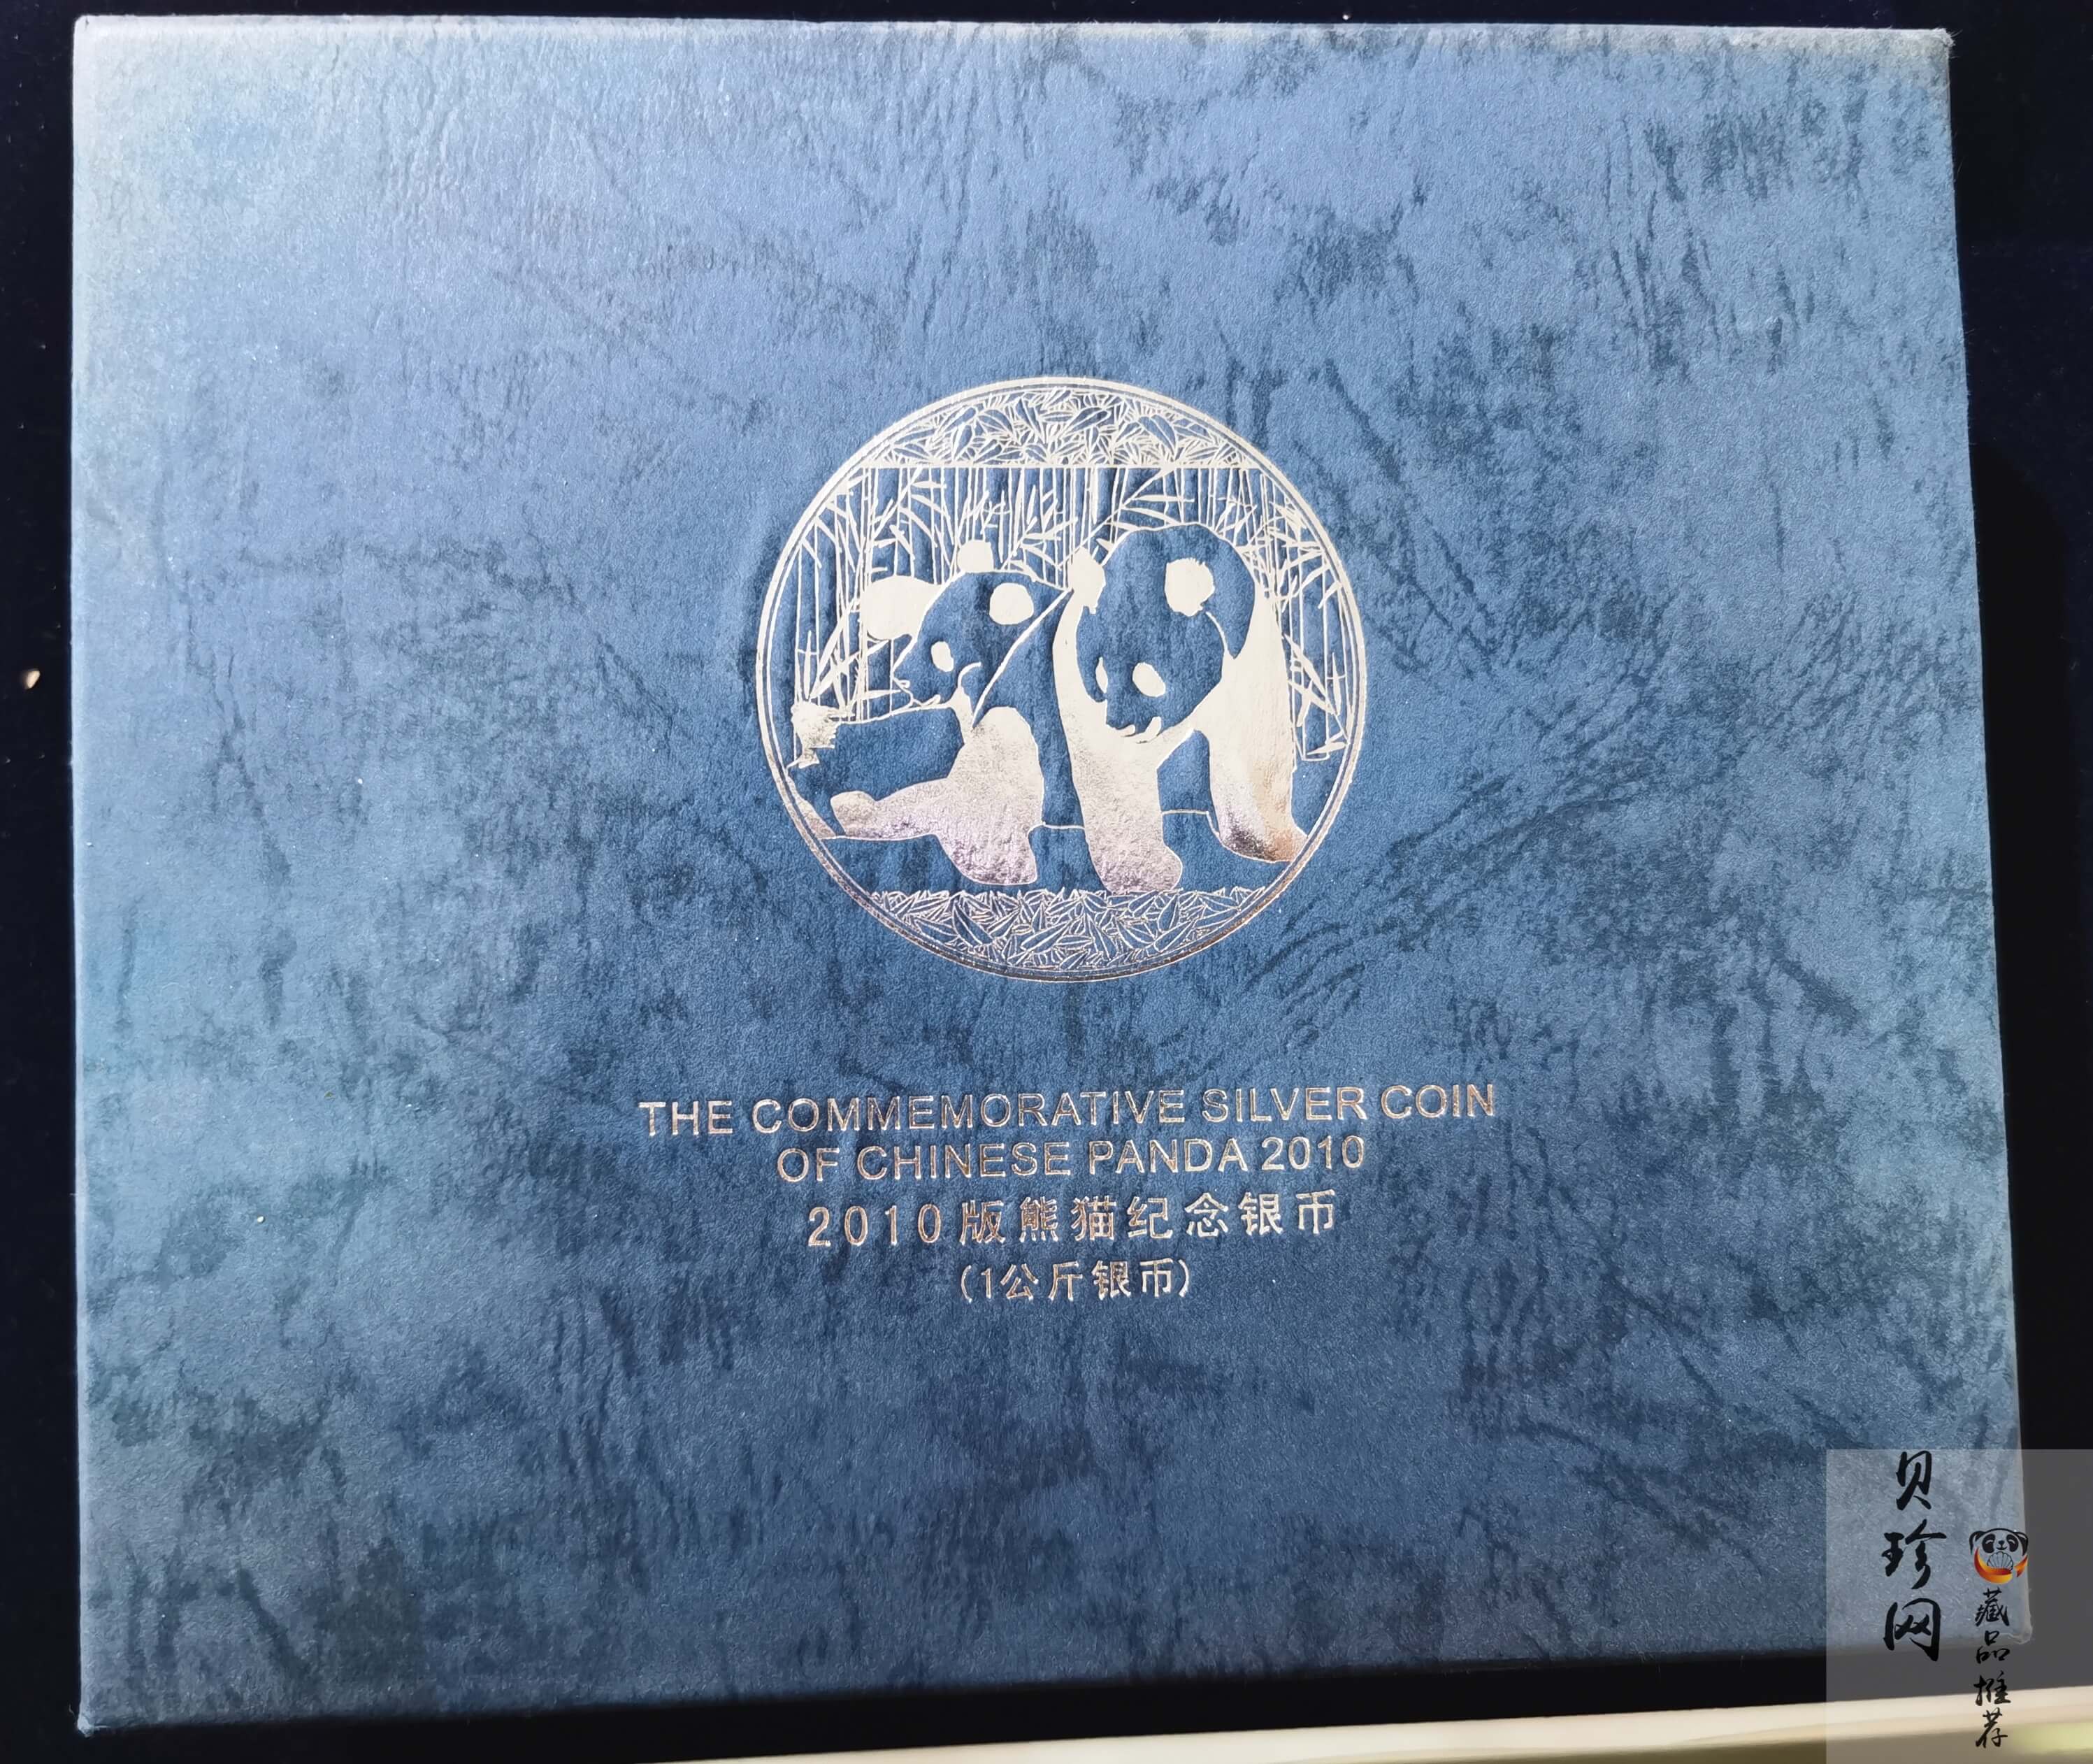 THE COMMEMORATIVE SILVER COIN
OF CHINESE PANDA 2010
2010版熊猫纪念银币
(1公斤银币)
贝珍网
藏品推荐